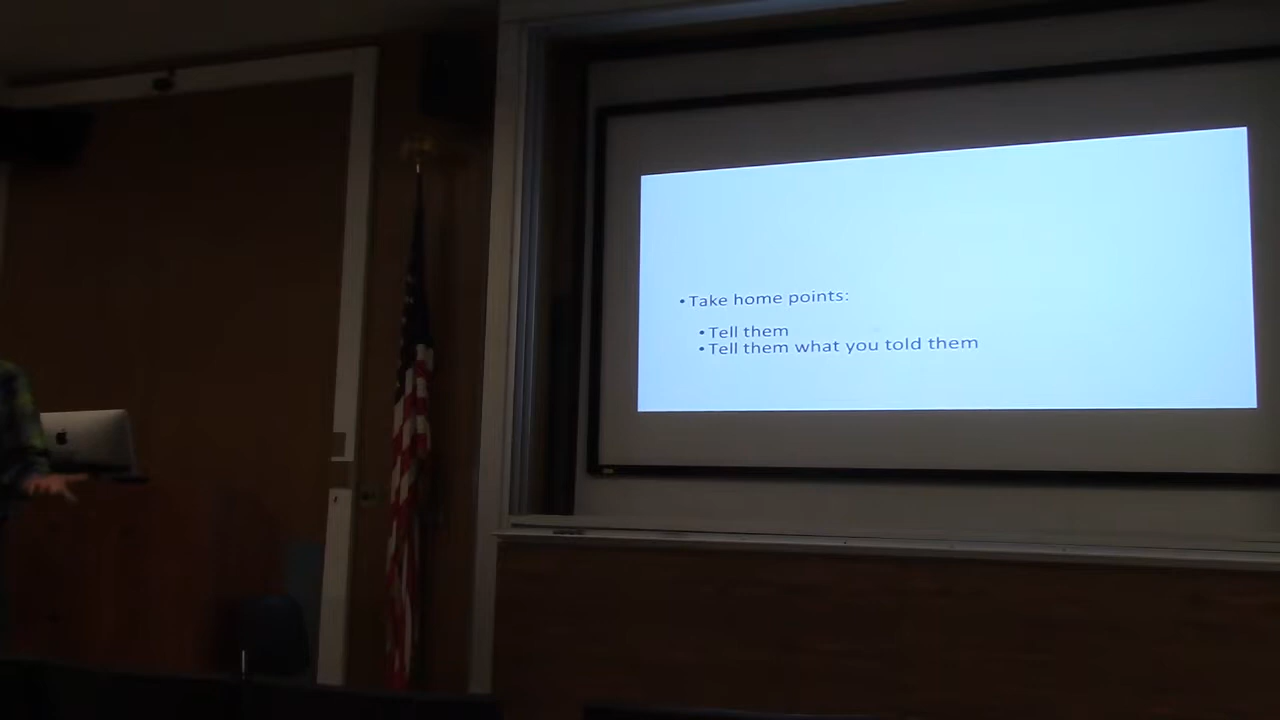 • Take home points:
• Tell them
• Tell them what you told them